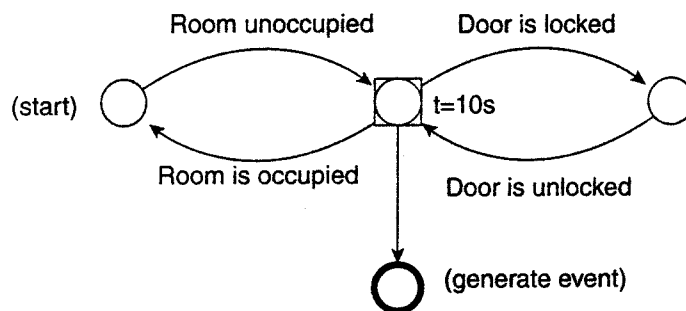 Room unoccupied
Door is locked
(start)
t=10s
Room is occupied
Door is unlocked
(generate event)